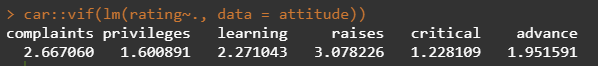 > car::vif(lm(rating~., data = attitude))
complaints privileges   learning     raises   critical    advance
  2.667060   1.600891   2.271043   3.078226   1.228109   1.951591